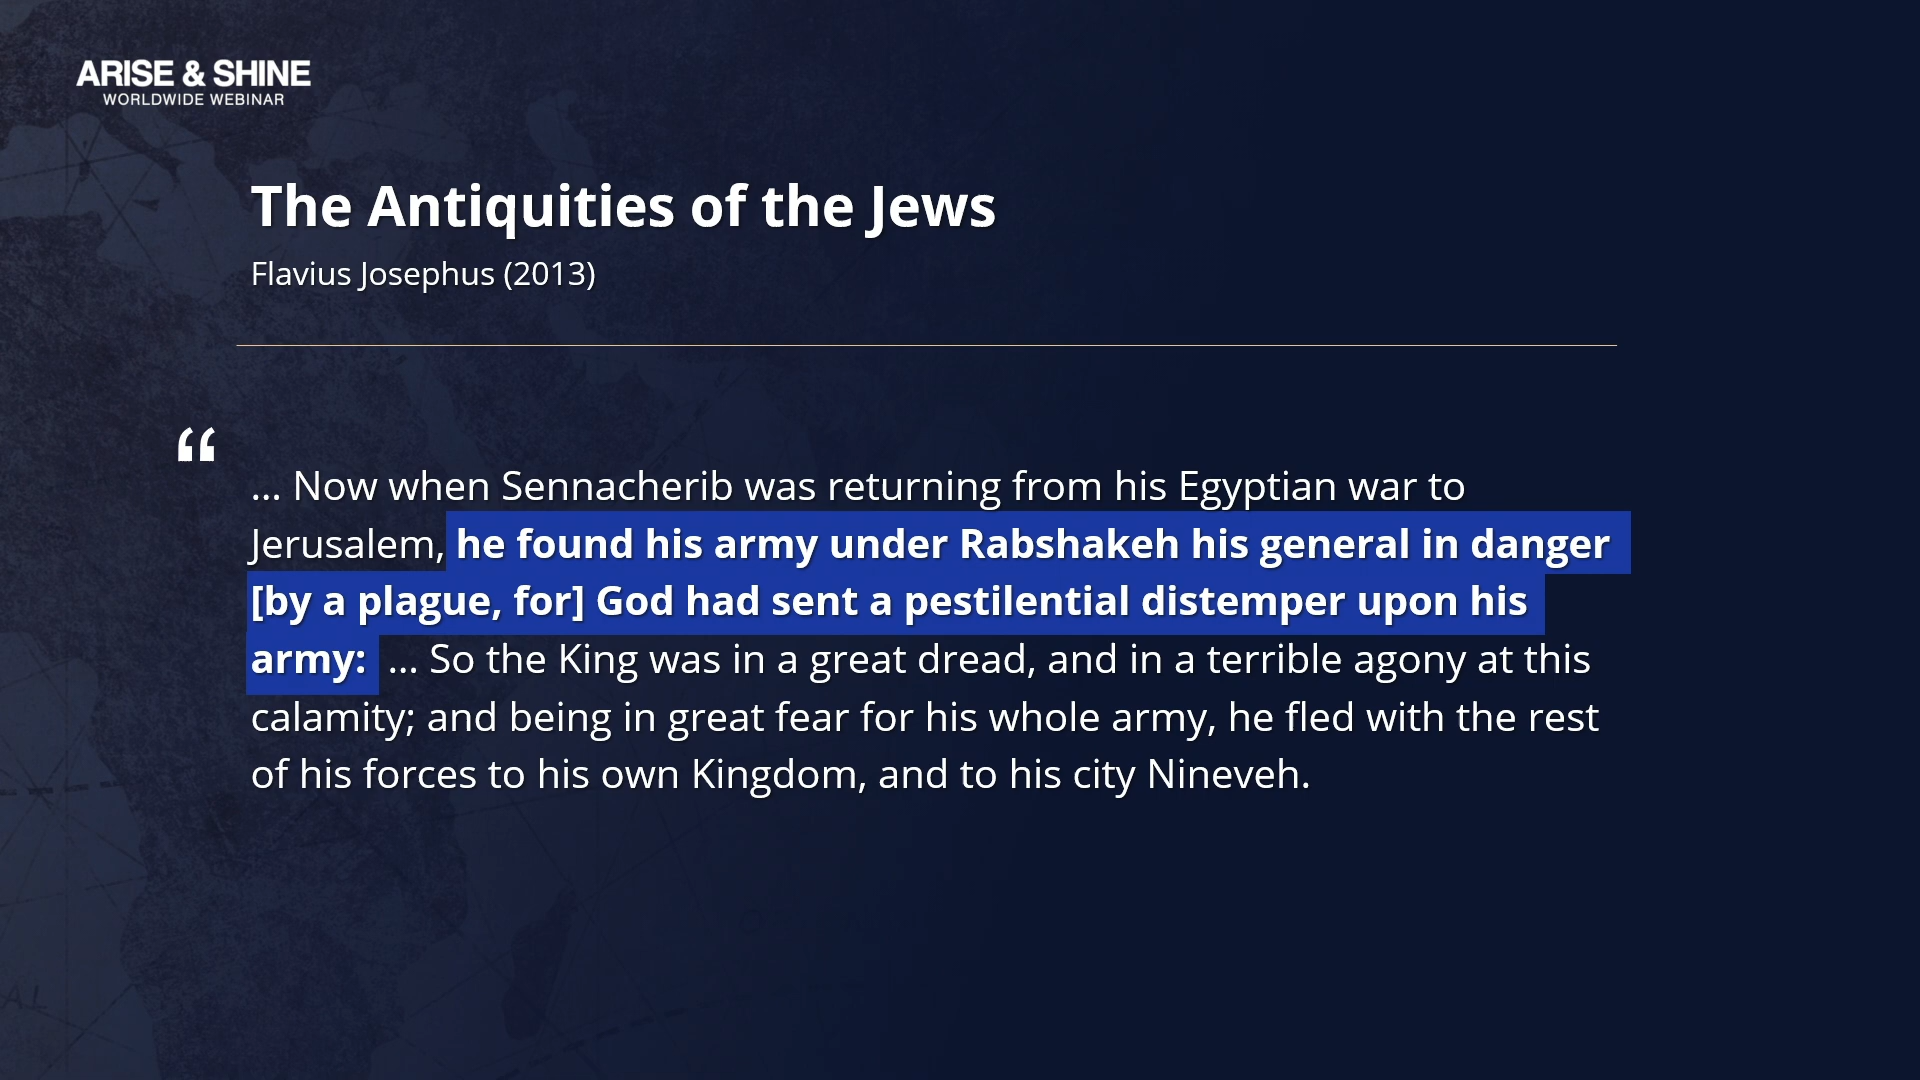 ARISE & SHINE
WORLDWIDE WEBINAR
The Antiquities of the Jews
Flavius Josephus (2013)
“
... Now when Sennacherib was returning from his Egyptian war to
Jerusalem, he found his army under Rabshakeh his general in danger
[by a plague, for] God had sent a pestilential distemper upon his
army: ... So the King was in a great dread, and in a terrible agony at this
calamity; and being in great fear for his whole army, he fled with the rest
of his forces to his own Kingdom, and to his city Nineveh.